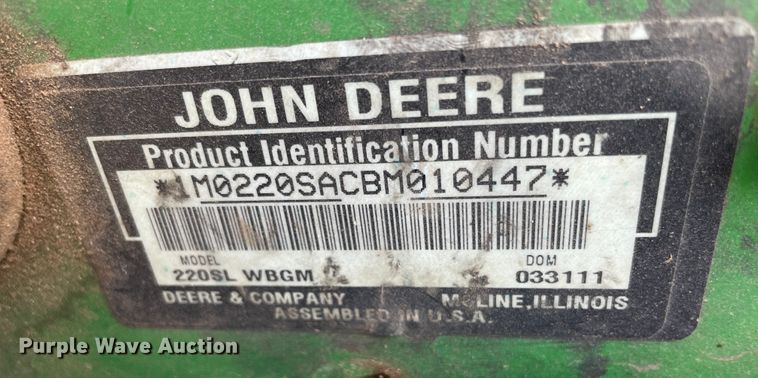 JOHN DEERE
Product Identification Number
*1M0220SACBM010447*
MODEL DOM
220SL WBGM 033111
DEERE & COMPANY MOLINE, ILLINOIS
ASSEMBLED IN U.S.A.
Purple Wave Auction